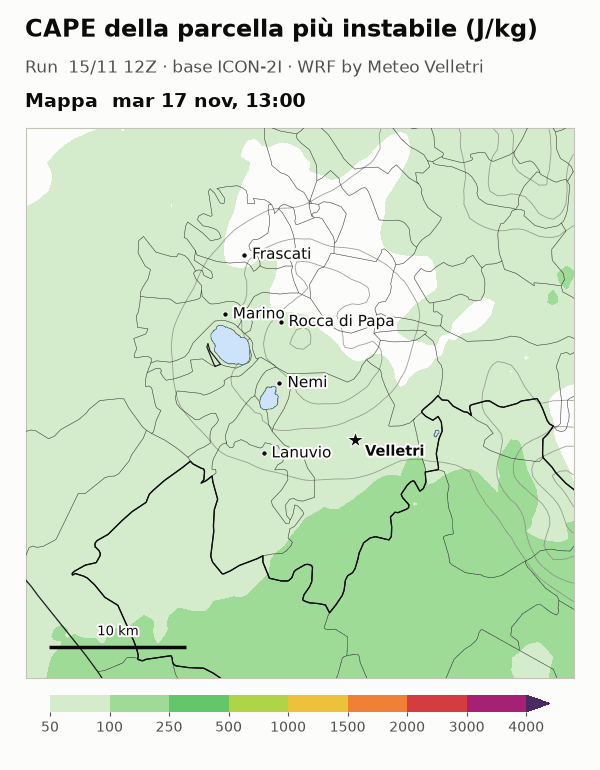 CAPE della parcella più instabile (J/kg)
Run  15/11 12Z · base ICON-2I · WRF by Meteo Velletri
Mappa  mar 17 nov, 13:00
Frascati
Marino
Rocca di Papa
Nemi
Velletri
Lanuvio
10 km
50 100 250 500 1000 1500 2000 3000 4000